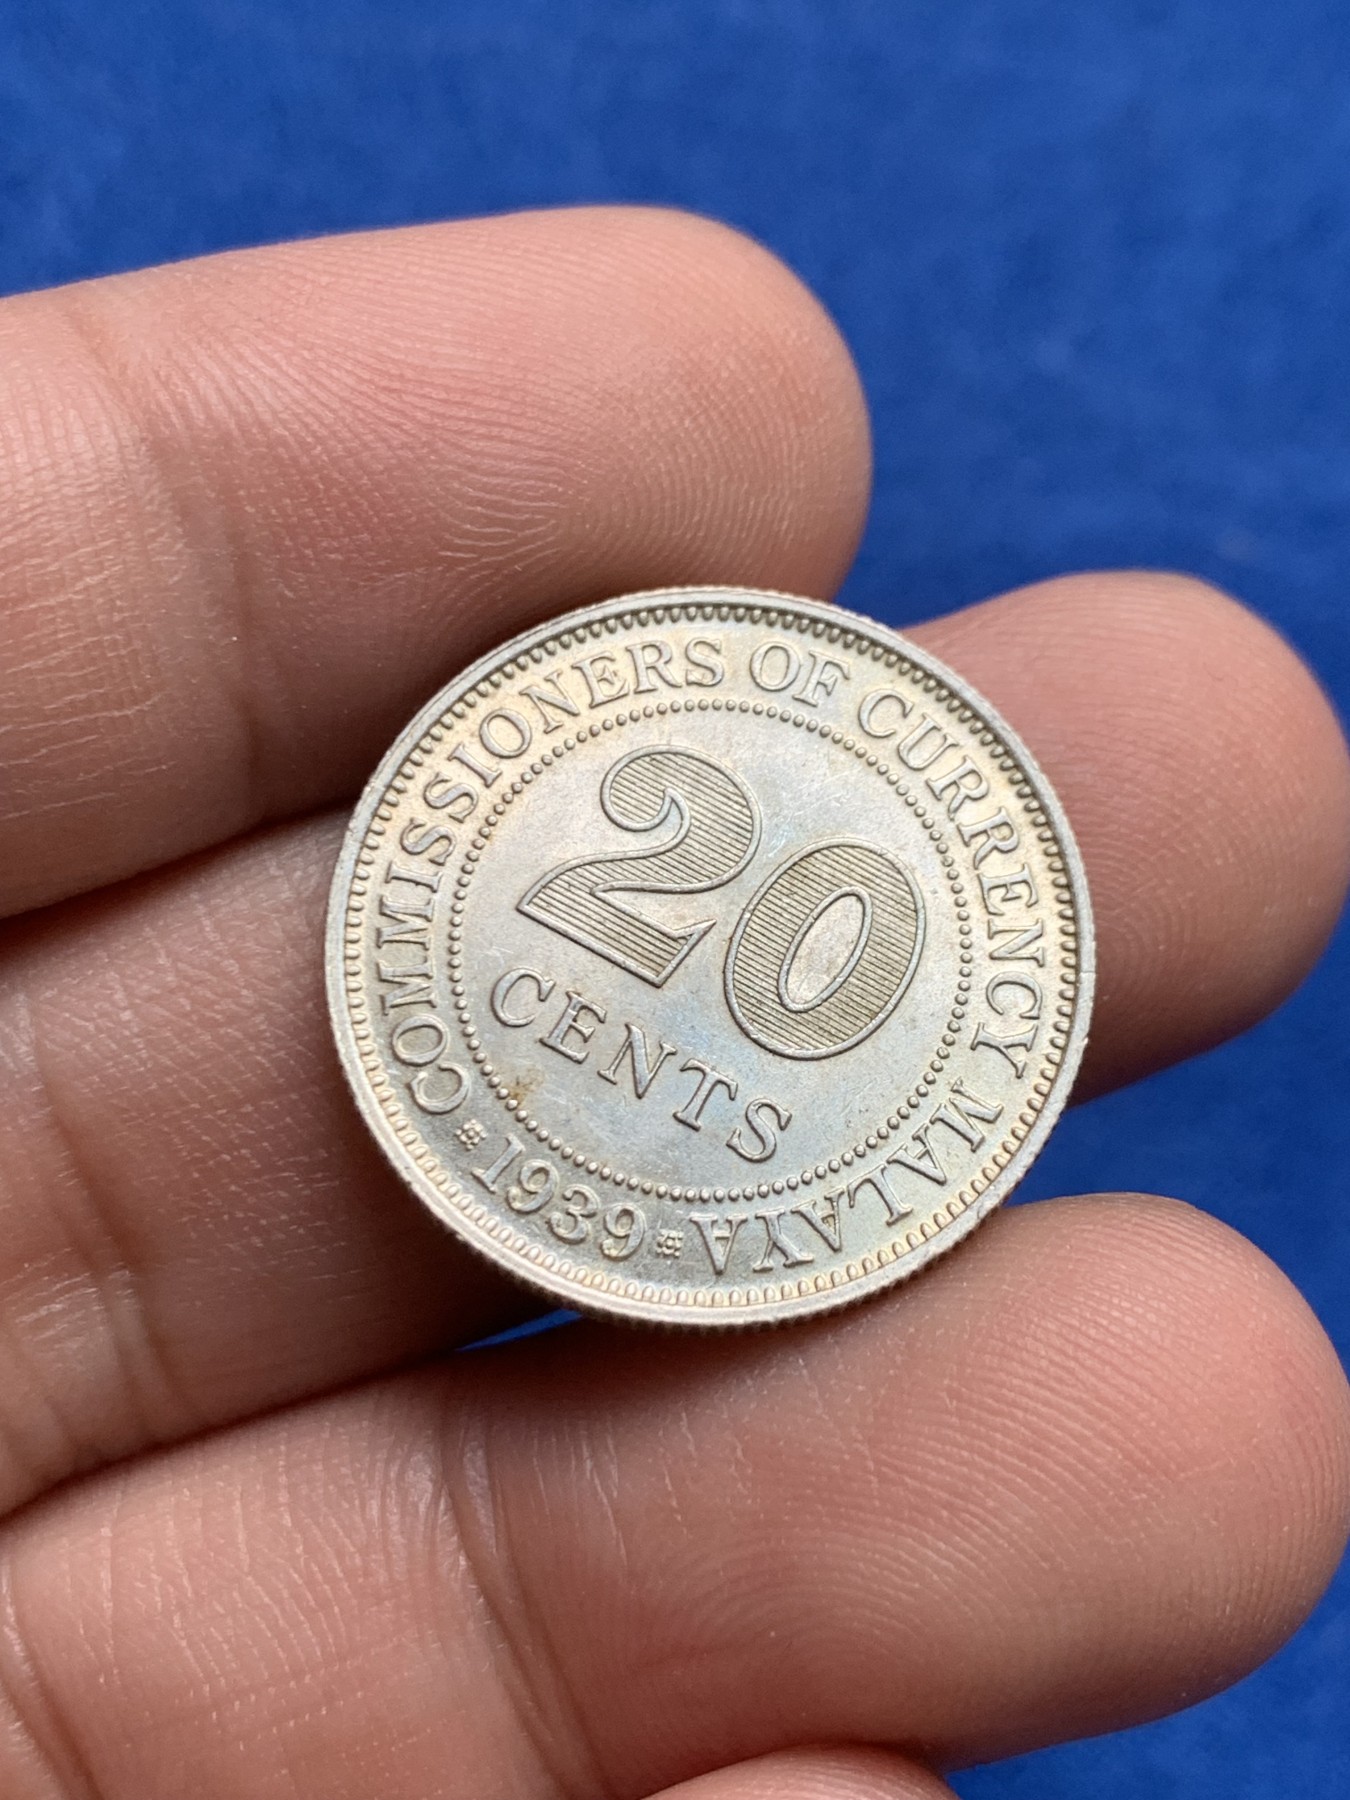 COMMISSIONERS OF CURRENCY MALAYA
20
CENTS
1939